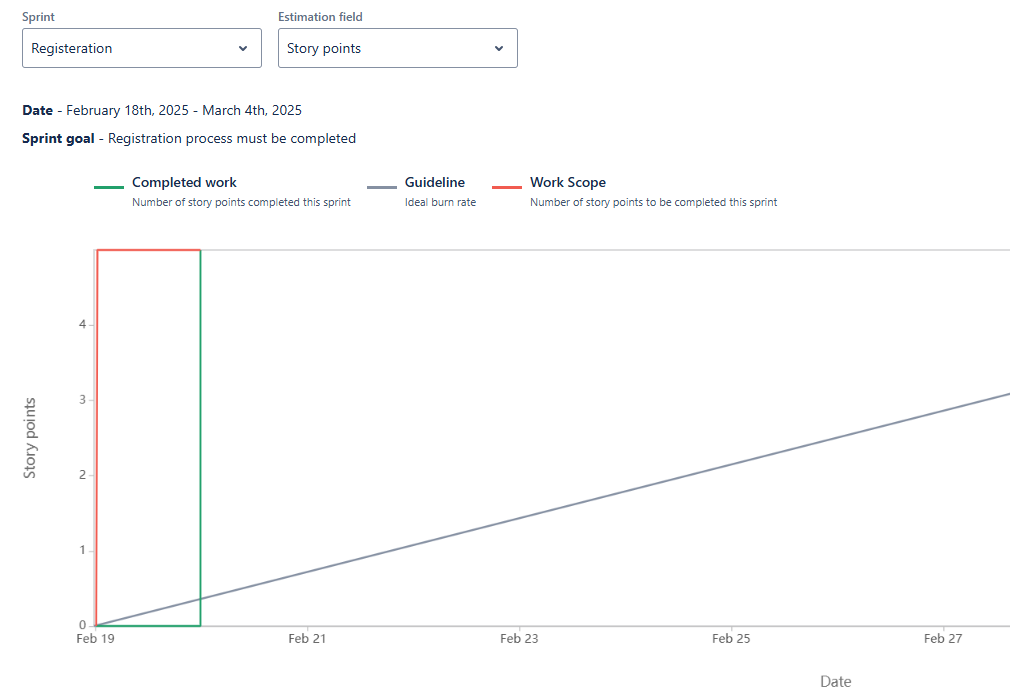 Sprint
Estimation field
Registeration
Story points
Date - February 18th, 2025 - March 4th, 2025
Sprint goal - Registration process must be completed
Completed work
Number of story points completed this sprint
Guideline
Ideal burn rate
Work Scope
Number of story points to be completed this sprint
4
3
2
1
0
Story points
Feb 19
Feb 21
Feb 23
Feb 25
Feb 27
Date